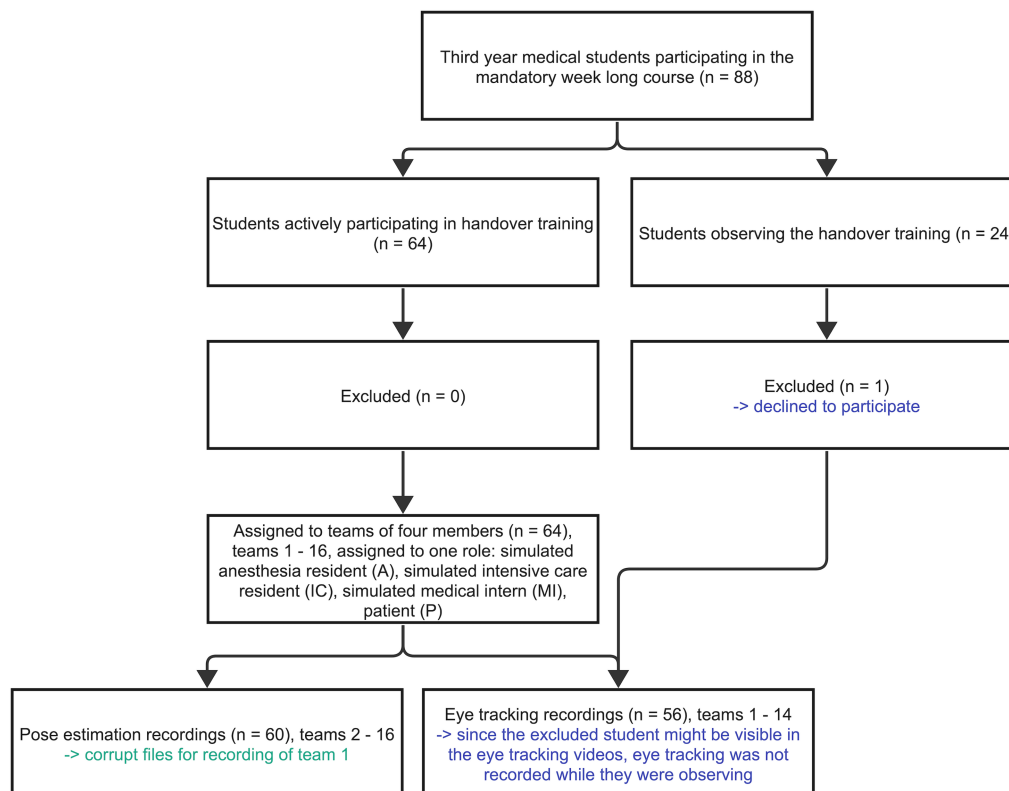 Third year medical students participating in the
mandatory week long course (n = 88)
Students actively participating in handover training
(n = 64)
Students observing the handover training (n = 24
Excluded (n = 0)
Excluded (n = 1)
-> declined to participate
Assigned to teams of four members (n = 64),
teams 1 - 16, assigned to one role: simulated
anesthesia resident (A), simulated intensive care
resident (IC), simulated medical intern (MI),
patient (P)
Pose estimation recordings (n = 60), teams 2 - 16
-> corrupt files for recording of team 1
Eye tracking recordings (n = 56), teams 1 - 14
-> since the excluded student might be visible in
the eye tracking videos, eye tracking was not
recorded while they were observing